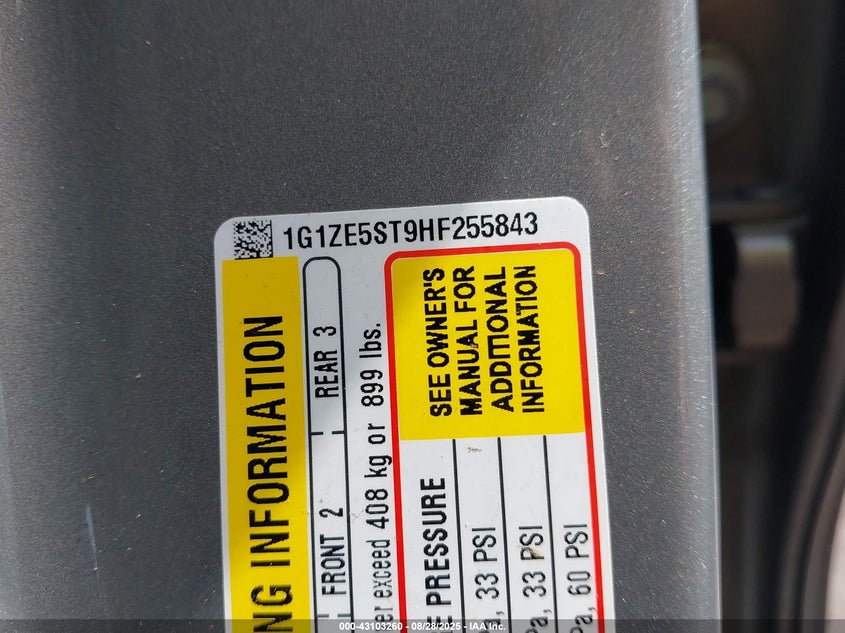 1G1ZE5ST9HF255843
NG INFORMATION
FRONT 2
REAR 3
exceed 408 kg or 899 lbs.
PRESSURE
SEE OWNER'S
MANUAL FOR
ADDITIONAL
INFORMATION
33 PSI
33 PSI
60 PSI
000-43103260 - 08/28/2025 - IAA Inc.